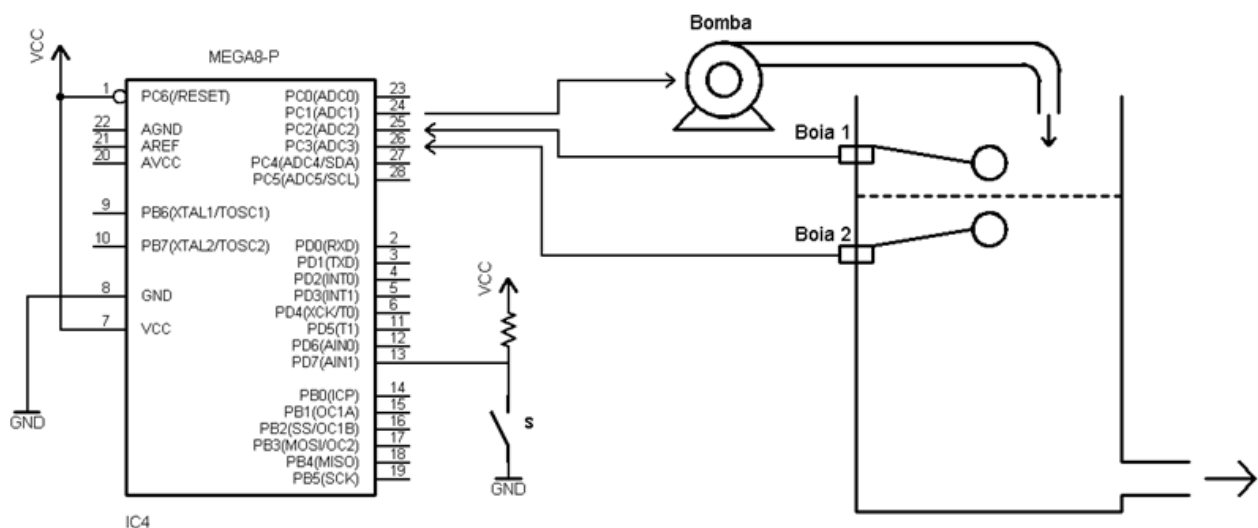 VCC
MEGA8-P
1 PC6(/RESET)
22 AGND
21 AREF
20 AVCC
9 PB6(XTAL1/TOSC1)
10 PB7(XTAL2/TOSC2)
8 GND
7 VCC
PC0(ADC0) 23
PC1(ADC1) 24
PC2(ADC2) 25
PC3(ADC3) 26
PC4(ADC4/SDA) 27
PC5(ADC5/SCL) 28
PD0(RXD) 2
PD1(TXD) 3
PD2(INT0) 4
PD3(INT1) 5
PD4(XCK/T0) 6
PD5(T1) 11
PD6(AIN0) 12
PD7(AIN1) 13
PB0(ICP) 14
PB1(OC1A) 15
PB2(SS/OC1B) 16
PB3(MOSI/OC2) 17
PB4(MISO) 18
PB5(SCK) 19
GND
IC4
VCC
S
GND
Bomba
Boia 1
Boia 2